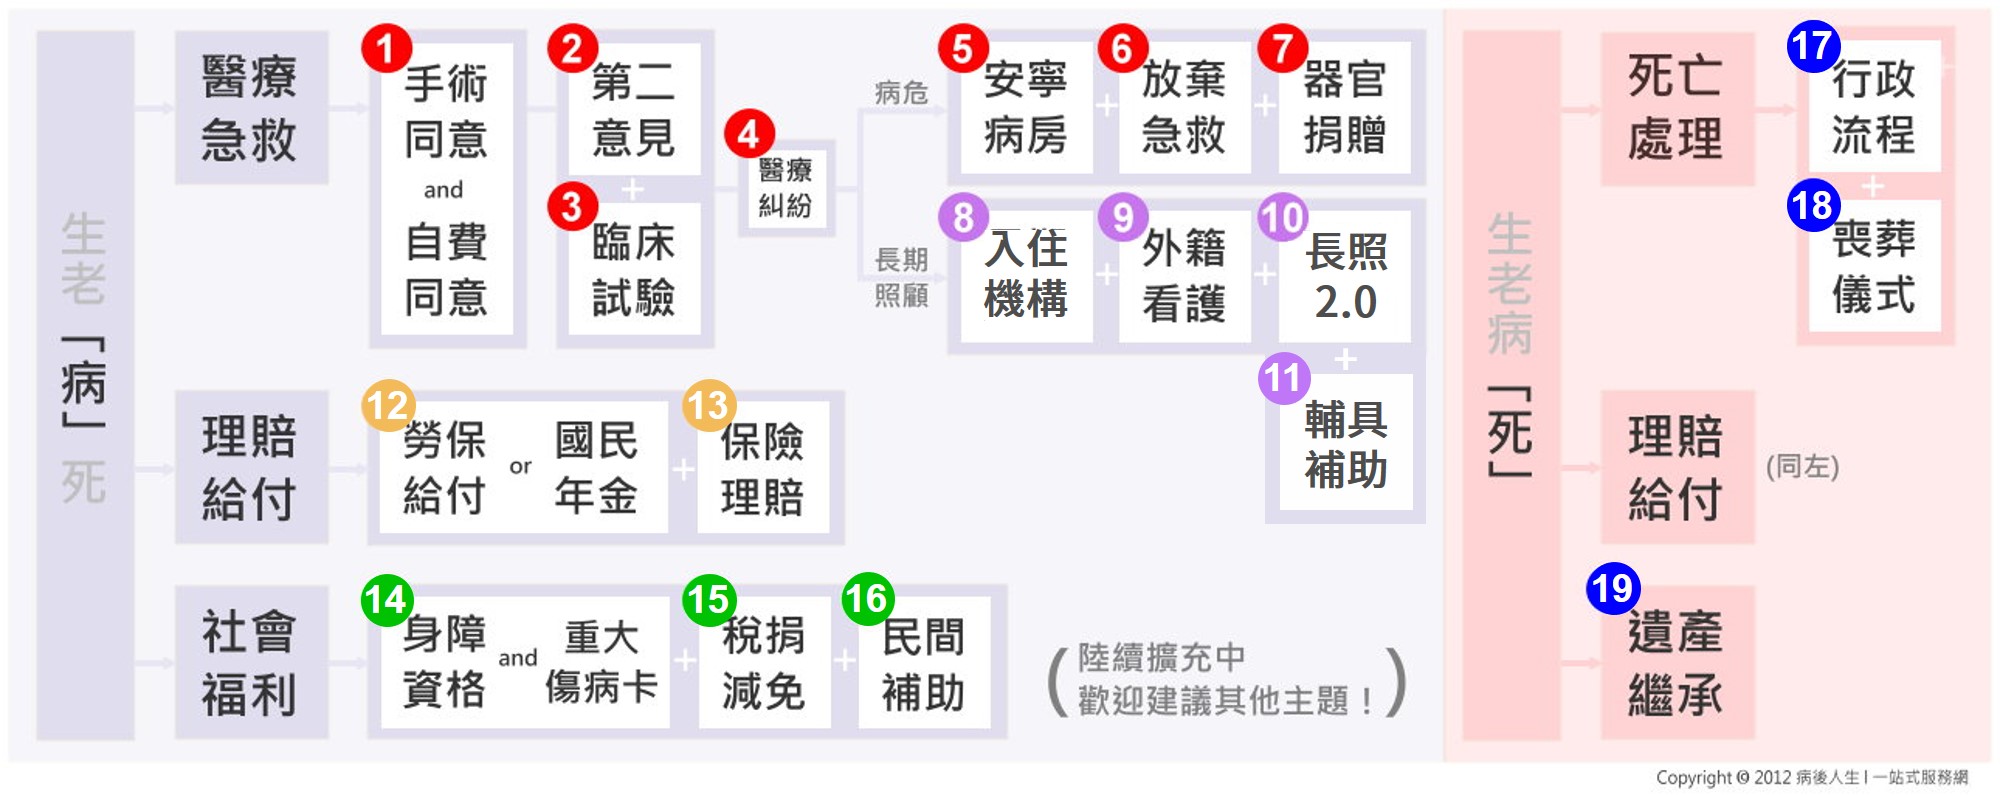 生老「病」死
醫療
急救
1
手術
同意
and
自費
同意
2
第二
意見
+
3
臨床
試驗
4
醫療
糾紛
病危
5
安寧
病房
+
6
放棄
急救
+
7
器官
捐贈
長期
照顧
8
入住
機構
+
9
外籍
看護
+
10
長照
2.0
+
11
輔具
補助
理賠
給付
12
勞保
給付
or
國民
年金
+
13
保險
理賠
社會
福利
14
身障
資格
and
重大
傷病卡
+
15
稅捐
減免
+
16
民間
補助
(陸續擴充中
歡迎建議其他主題！)
生老病「死」
死亡
處理
17
行政
流程
+
18
喪葬
儀式
理賠
給付
(同左)
19
遺產
繼承
Copyright © 2012 病後人生 l 一站式服務網